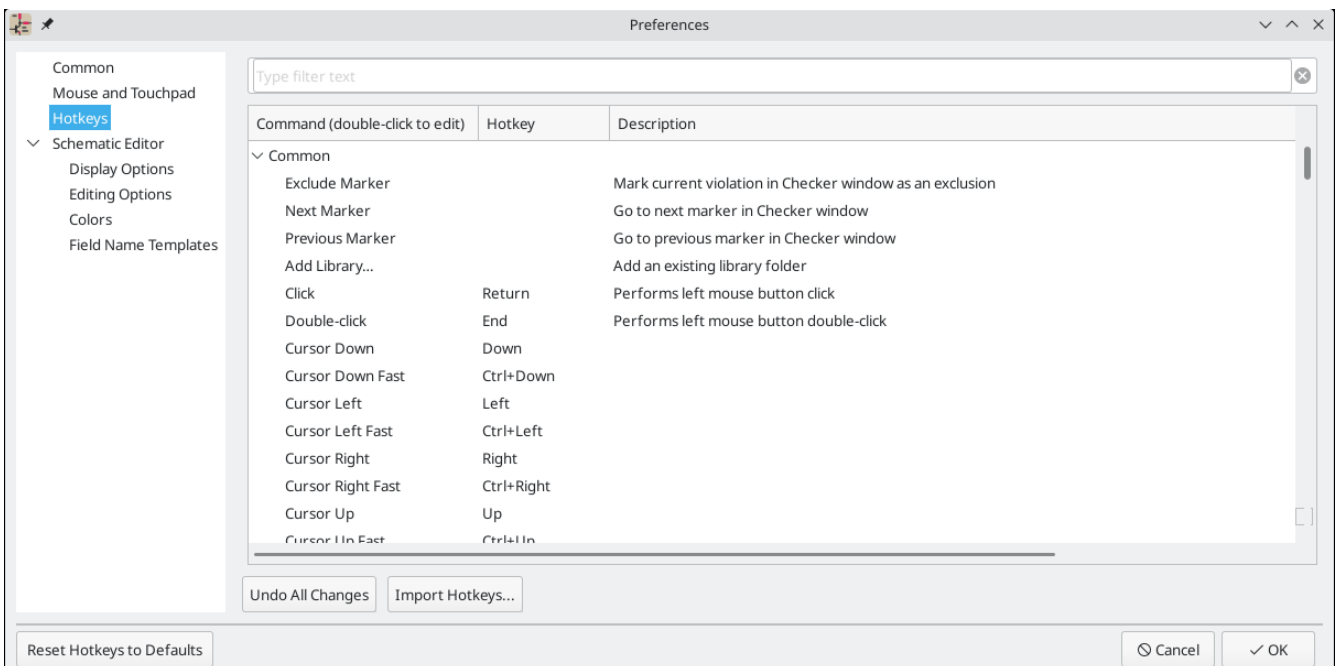 Preferences
Common
Mouse and Touchpad
Hotkeys
Schematic Editor
Display Options
Editing Options
Colors
Field Name Templates
Type filter text
Command (double-click to edit) Hotkey Description
Common
Exclude Marker Mark current violation in Checker window as an exclusion
Next Marker Go to next marker in Checker window
Previous Marker Go to previous marker in Checker window
Add Library... Add an existing library folder
Click Return Performs left mouse button click
Double-click End Performs left mouse button double-click
Cursor Down Down
Cursor Down Fast Ctrl+Down
Cursor Left Left
Cursor Left Fast Ctrl+Left
Cursor Right Right
Cursor Right Fast Ctrl+Right
Cursor Up Up
Cursor Up Fast Ctrl+Up
Undo All Changes Import Hotkeys...
Reset Hotkeys to Defaults Cancel OK